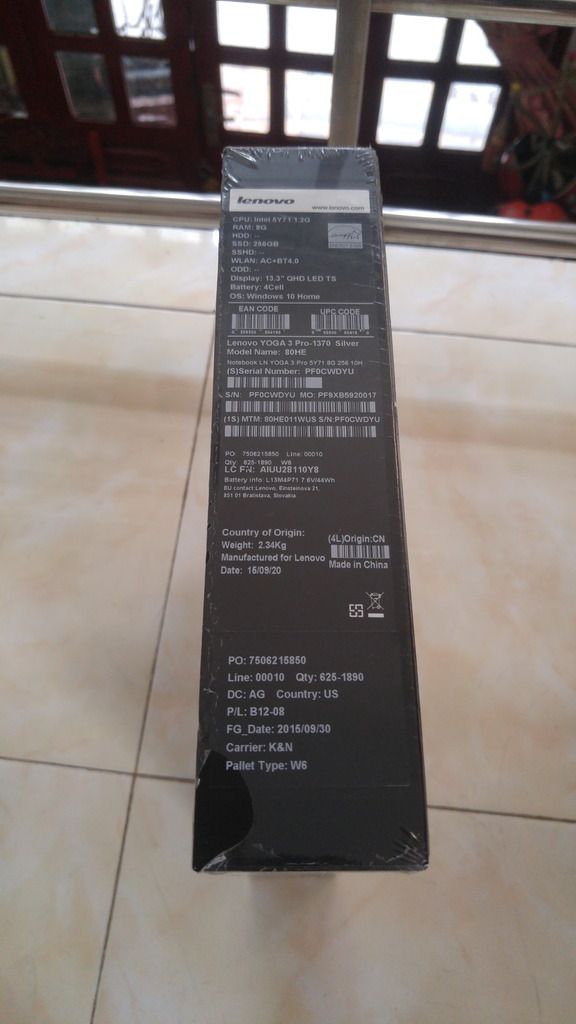 lenovo
www.lenovo.com
CPU: Intel 5Y71 1.2G
RAM: 8G
HDD: --
SSD: 256GB
SSHD: --
WLAN: AC+BT4.0
ODD: --
Display: 13.3" QHD LED TS
Battery: 4Cell
OS: Windows 10 Home
EAN CODE UPC CODE
Lenovo YOGA 3 Pro-1370 Silver
Model Name: 80HE
Notebook LN YOGA 3 Pro 5Y71 8G 256 10H
(S)Serial Number: PF0CWDYU
S/N: PF0CWDYU MO: PF9XB5920017
(1S) MTM: 80HE011WUS S/N:PF0CWDYU
PO: 7506215850 Line: 00010
Qty: 625-1890 W6
LC PN: AIUU28110Y8
Battery info: L13M4P71 7.6V/44Wh
EU contact:Lenovo, Einsteinova 21,
851 01 Bratislava, Slovakia
Country of Origin:
(4L)Origin:CN
Weight: 2.34Kg
Manufactured for Lenovo
Made in China
Date: 15/09/20
PO: 7506215850
Line: 00010 Qty: 625-1890
DC: AG Country: US
P/L: B12-08
FG_Date: 2015/09/30
Carrier: K&N
Pallet Type: W6